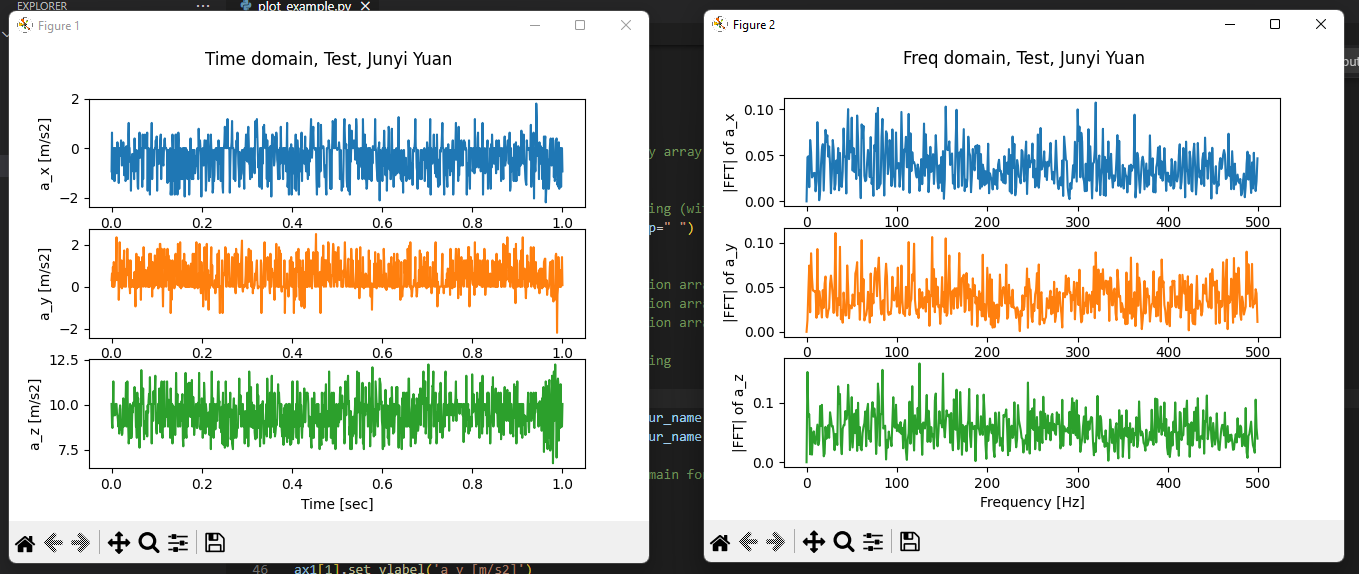 EXPLORER
plot_example.py
Figure 1
Time domain, Test, Junyi Yuan
2
0
−2
a_x [m/s2]
0.0 0.2 0.4 0.6 0.8 1.0
2
0
−2
a_y [m/s2]
0.0 0.2 0.4 0.6 0.8 1.0
12.5
10.0
7.5
a_z [m/s2]
0.0 0.2 0.4 0.6 0.8 1.0
Time [sec]
y array
ing (wit
p=" ")
ion arra
ion arra
ion arra
ing
ur_name
ur_name
main fo
46 ax1[1].set_ylabel('a_y [m/s2]')
Figure 2
Freq domain, Test, Junyi Yuan
0.10
0.05
0.00
|FFT| of a_x
0 100 200 300 400 500
0.10
0.05
0.00
|FFT| of a_y
0 100 200 300 400 500
0.1
0.0
|FFT| of a_z
0 100 200 300 400 500
Frequency [Hz]
out